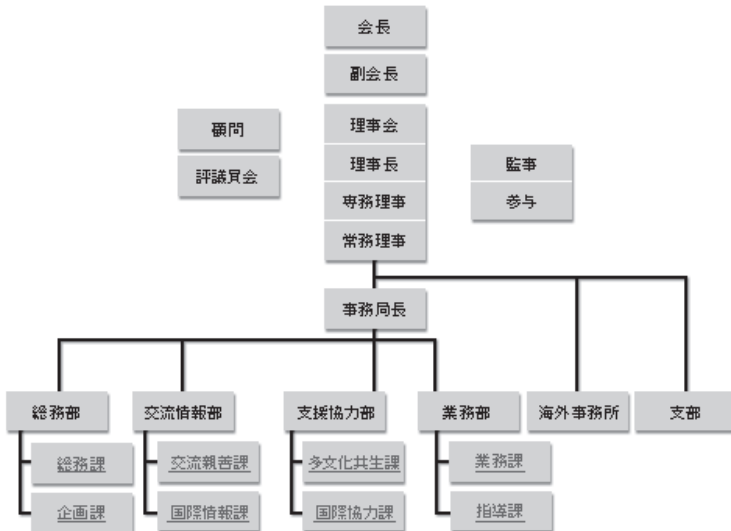 会長
副会長
顧問
評議員会
理事会
理事長
専務理事
常務理事
監事
参与
事務局長
総務部
交流情報部
支援協力部
業務部
海外事務所
支部
総務課
交流親善課
多文化共生課
業務課
企画課
国際情報課
国際協力課
指導課